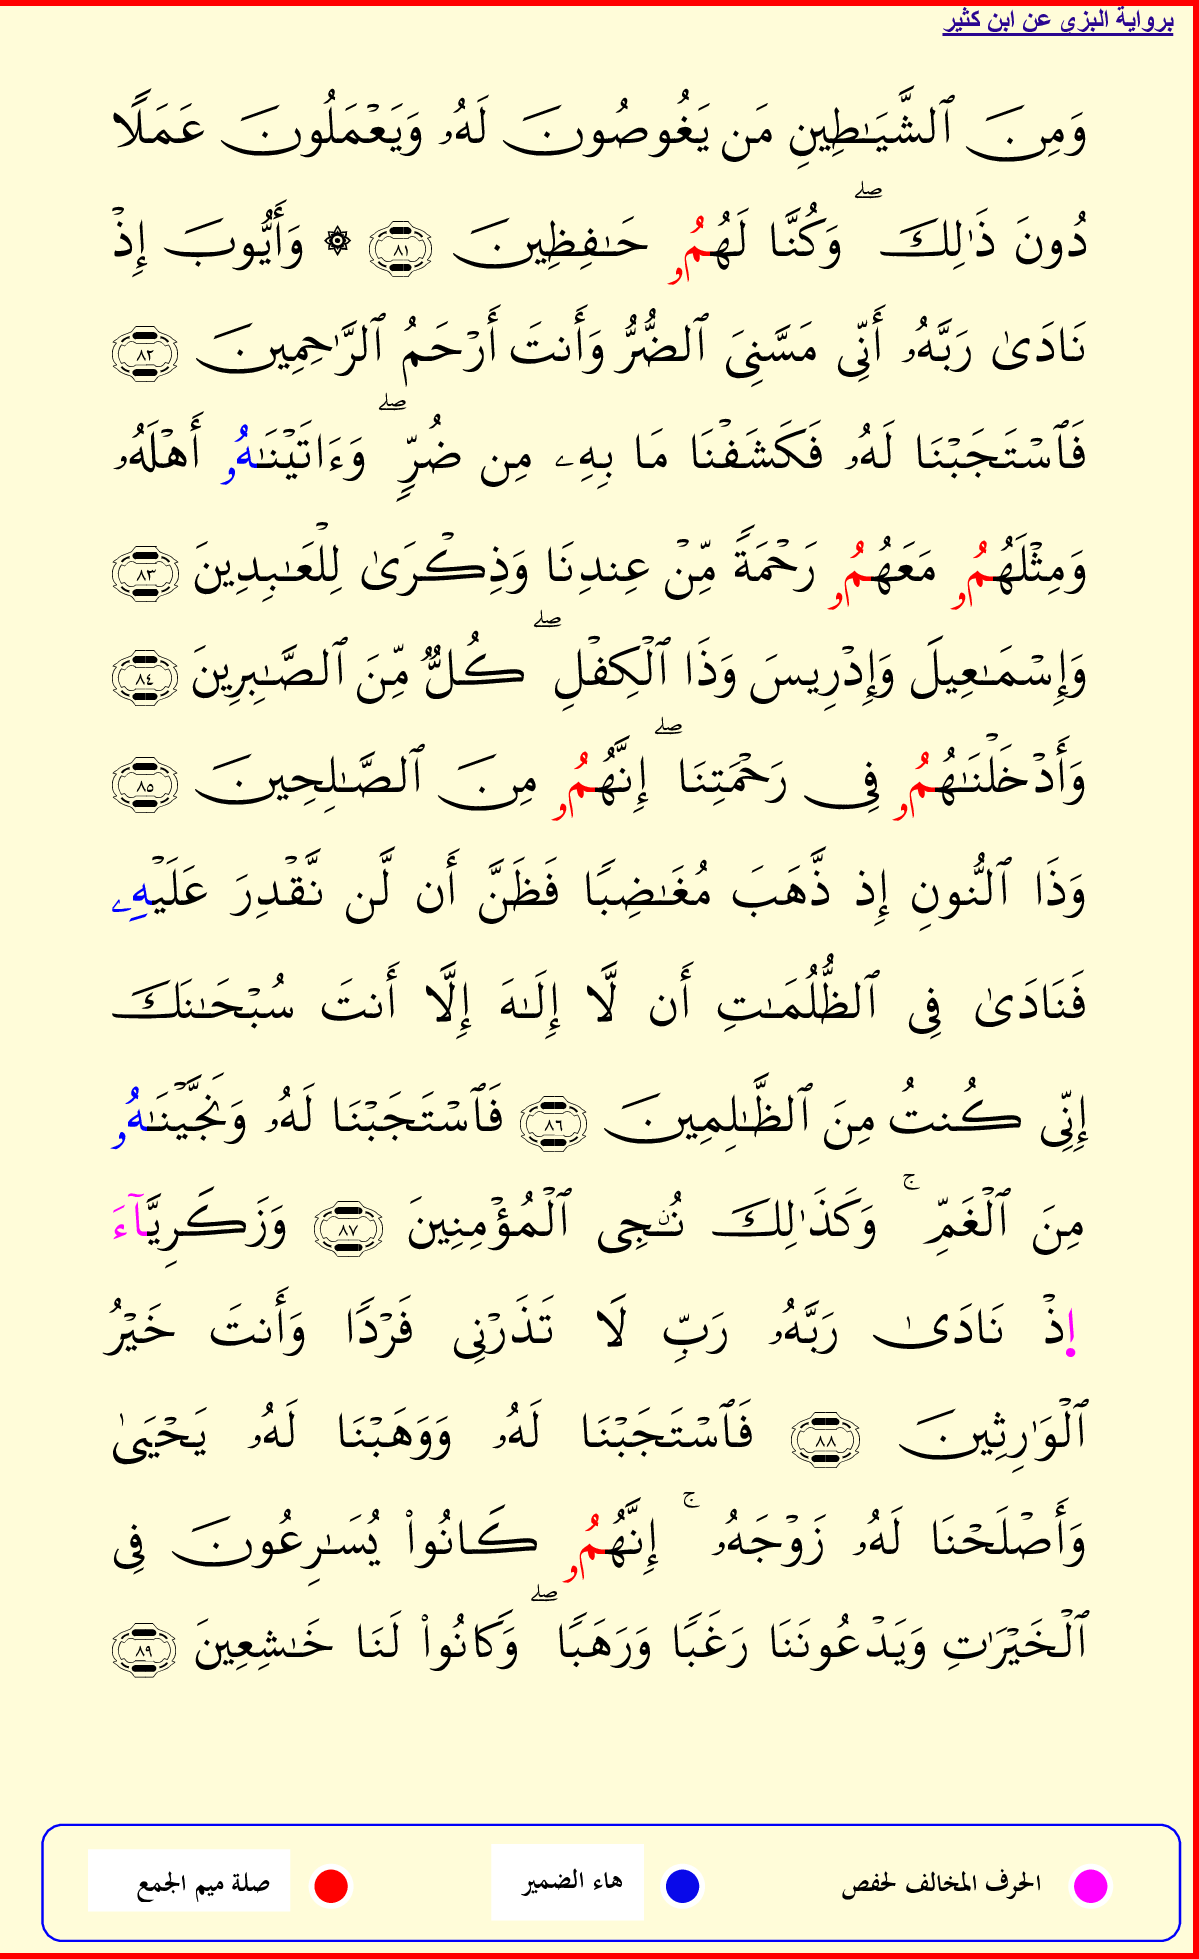 برواية البزي عن ابن كثير
وَمِنَ ٱلشَّيَٰطِينِ مَن يَغُوصُونَ لَهُۥ وَيَعْمَلُونَ عَمَلًا
دُونَ ذَٰلِكَ ۖ وَكُنَّا لَهُمُۥ حَٰفِظِينَ ٨١ ۞ وَأَيُّوبَ إِذْ
نَادَىٰ رَبَّهُۥ أَنِّى مَسَّنِىَ ٱلضُّرُّ وَأَنتَ أَرْحَمُ ٱلرَّٰحِمِينَ ٨٢
فَٱسْتَجَبْنَا لَهُۥ فَكَشَفْنَا مَا بِهِۦ مِن ضُرٍّ ۖ وَءَاتَيْنَٰهُۥ أَهْلَهُۥ
وَمِثْلَهُمُۥ مَعَهُمُۥ رَحْمَةً مِّنْ عِندِنَا وَذِكْرَىٰ لِلْعَٰبِدِينَ ٨٣
وَإِسْمَٰعِيلَ وَإِدْرِيسَ وَذَا ٱلْكِفْلِ ۖ كُلٌّ مِّنَ ٱلصَّٰبِرِينَ ٨٤
وَأَدْخَلْنَٰهُمُۥ فِى رَحْمَتِنَا ۖ إِنَّهُمُۥ مِنَ ٱلصَّٰلِحِينَ ٨٥
وَذَا ٱلنُّونِ إِذ ذَّهَبَ مُغَٰضِبًا فَظَنَّ أَن لَّن نَّقْدِرَ عَلَيْهِۦ
فَنَادَىٰ فِى ٱلظُّلُمَٰتِ أَن لَّا إِلَٰهَ إِلَّا أَنتَ سُبْحَٰنَكَ
إِنِّى كُنتُ مِنَ ٱلظَّٰلِمِينَ ٨٦ فَٱسْتَجَبْنَا لَهُۥ وَنَجَّيْنَٰهُۥ
مِنَ ٱلْغَمِّ ۚ وَكَذَٰلِكَ نُۨجِى ٱلْمُؤْمِنِينَ ٨٧ وَزَكَرِيَّآءَ
إِذْ نَادَىٰ رَبَّهُۥ رَبِّ لَا تَذَرْنِى فَرْدًا وَأَنتَ خَيْرُ
ٱلْوَٰرِثِينَ ٨٨ فَٱسْتَجَبْنَا لَهُۥ وَوَهَبْنَا لَهُۥ يَحْيَىٰ
وَأَصْلَحْنَا لَهُۥ زَوْجَهُۥ ۚ إِنَّهُمُۥ كَانُوا۟ يُسَٰرِعُونَ فِى
ٱلْخَيْرَٰتِ وَيَدْعُونَنَا رَغَبًا وَرَهَبًا ۖ وَكَانُوا۟ لَنَا خَٰشِعِينَ ٨٩
الحرف المخالف لحفص هاء الضمير صلة ميم الجمع